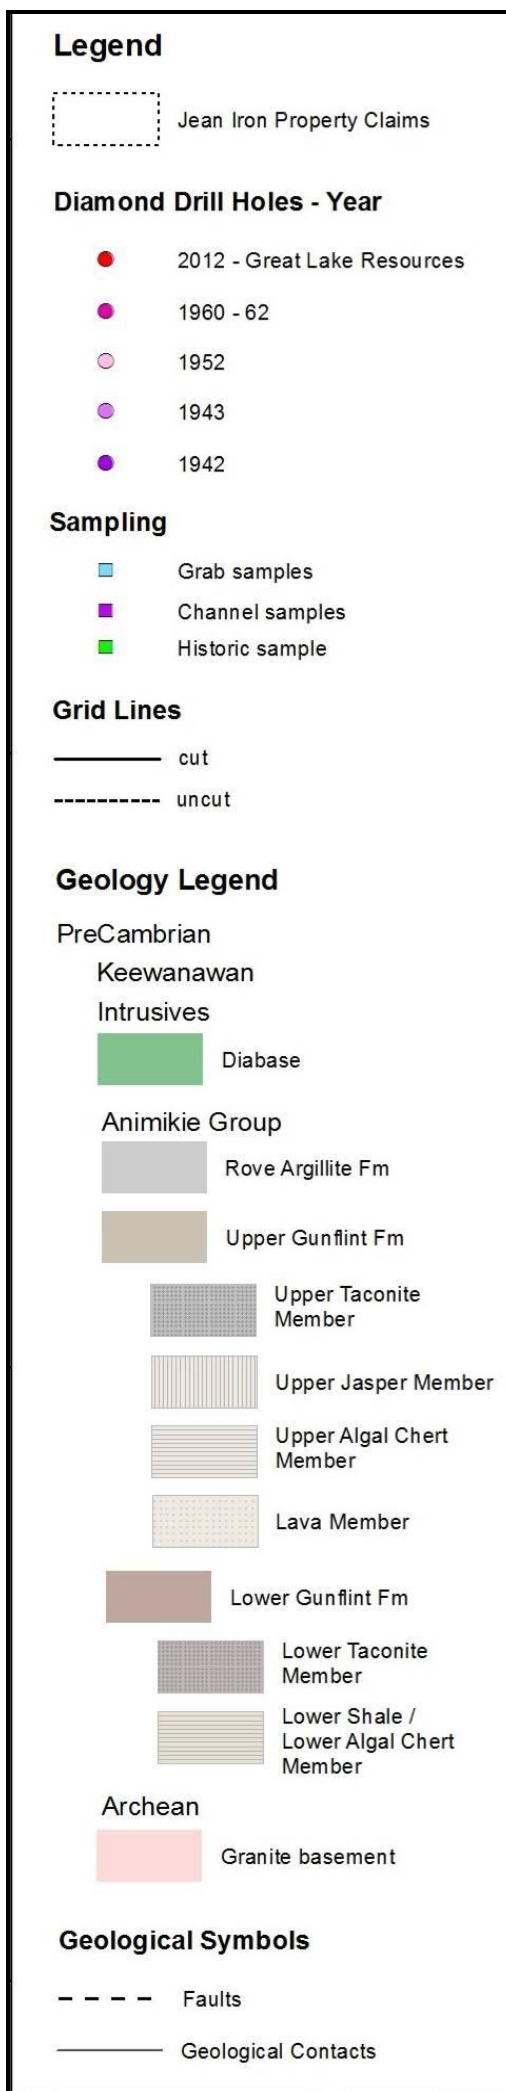 Legend
Jean Iron Property Claims
Diamond Drill Holes - Year
2012 - Great Lake Resources
1960 - 62
1952
1943
1942
Sampling
Grab samples
Channel samples
Historic sample
Grid Lines
cut
uncut
Geology Legend
PreCambrian
Keewanawan
Intrusives
Diabase
Animikie Group
Rove Argillite Fm
Upper Gunflint Fm
Upper Taconite
Member
Upper Jasper Member
Upper Algal Chert
Member
Lava Member
Lower Gunflint Fm
Lower Taconite
Member
Lower Shale /
Lower Algal Chert
Member
Archean
Granite basement
Geological Symbols
Faults
Geological Contacts